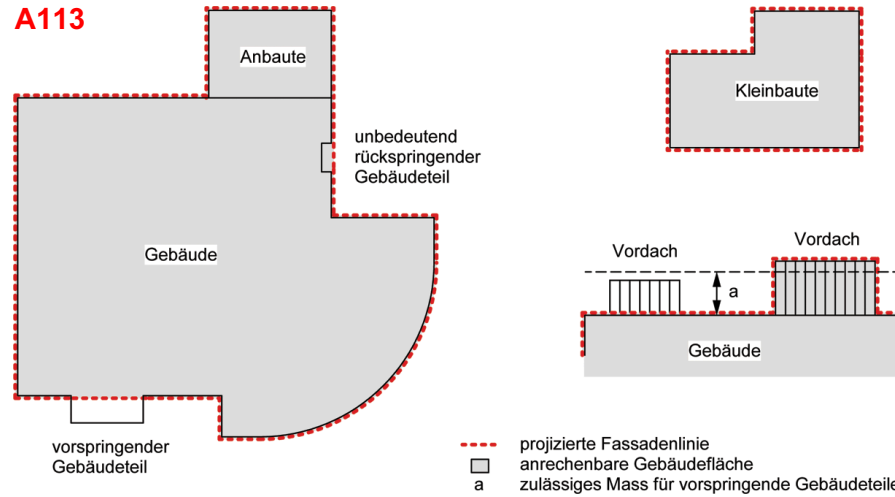 A113
Anbaute
Kleinbaute
unbedeutend
rückspringender
Gebäudeteil
Gebäude
Vordach
Vordach
a
Gebäude
vorspringender
Gebäudeteil
projizierte Fassadenlinie
anrechenbare Gebäudefläche
a zulässiges Mass für vorspringende Gebäudeteile